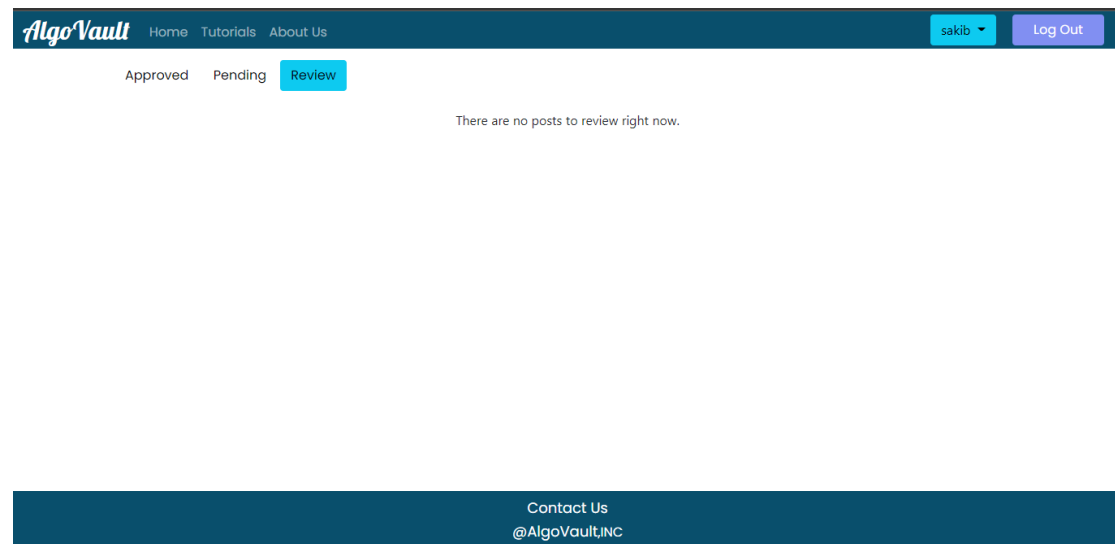 AlgoVault Home Tutorials About Us sakib Log Out
Approved Pending Review
There are no posts to review right now.
Contact Us
@AlgoVault,INC